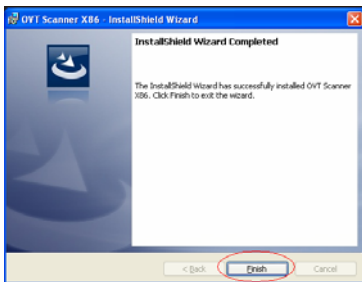 OVT Scanner X86 - InstallShield Wizard
InstallShield Wizard Completed
The InstallShield Wizard has successfully installed OVT Scanner
X86. Click Finish to exit the wizard.
< Back
Finish
Cancel